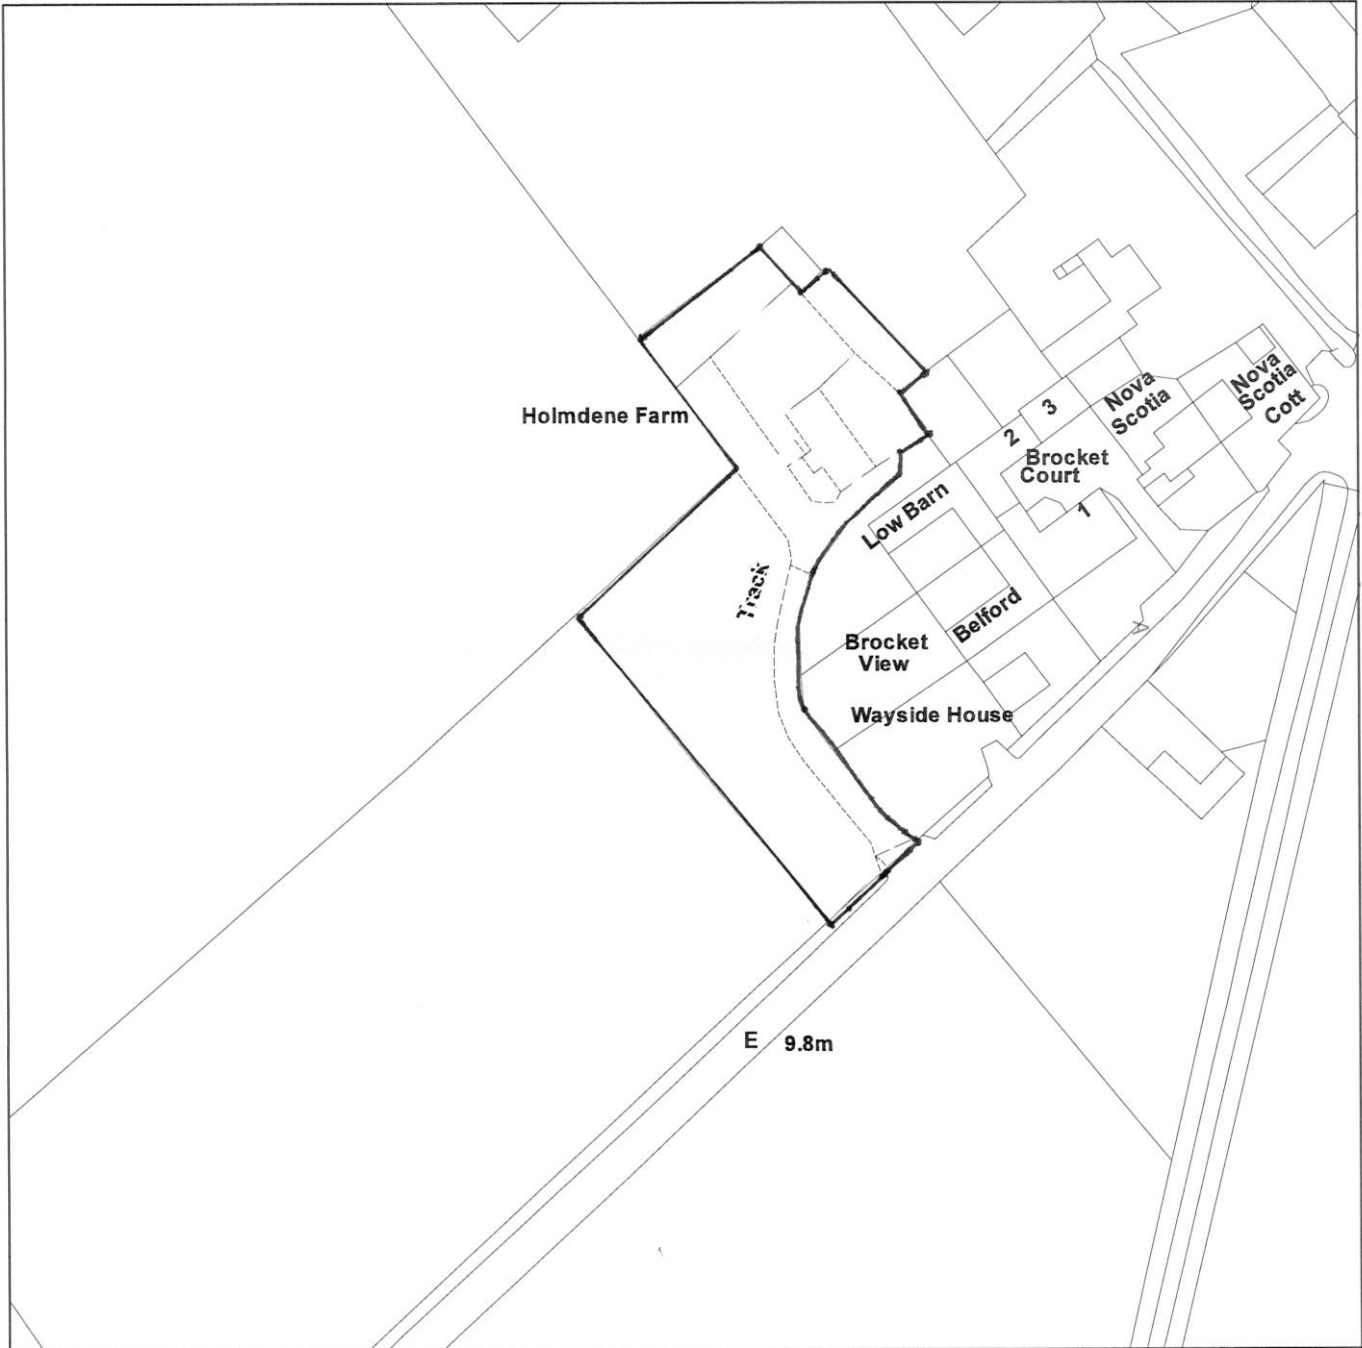 Holmdene Farm
Nova
Scotia
Nova
Scotia
Cott
3
2
Brocket
Court
1
Low Barn
Track
Belford
Brocket
View
Wayside House
E 9.8m